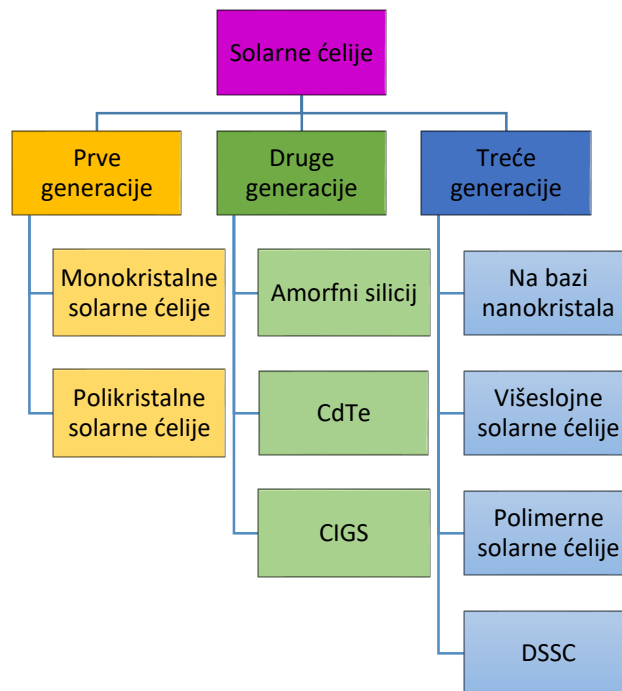 Solarne ćelije
Prve
generacije
Monokristalne
solarne ćelije
Polikristalne
solarne ćelije
Druge
generacije
Amorfni silicij
CdTe
CIGS
Treće
generacije
Na bazi
nanokristala
Višeslojne
solarne ćelije
Polimerne
solarne ćelije
DSSC